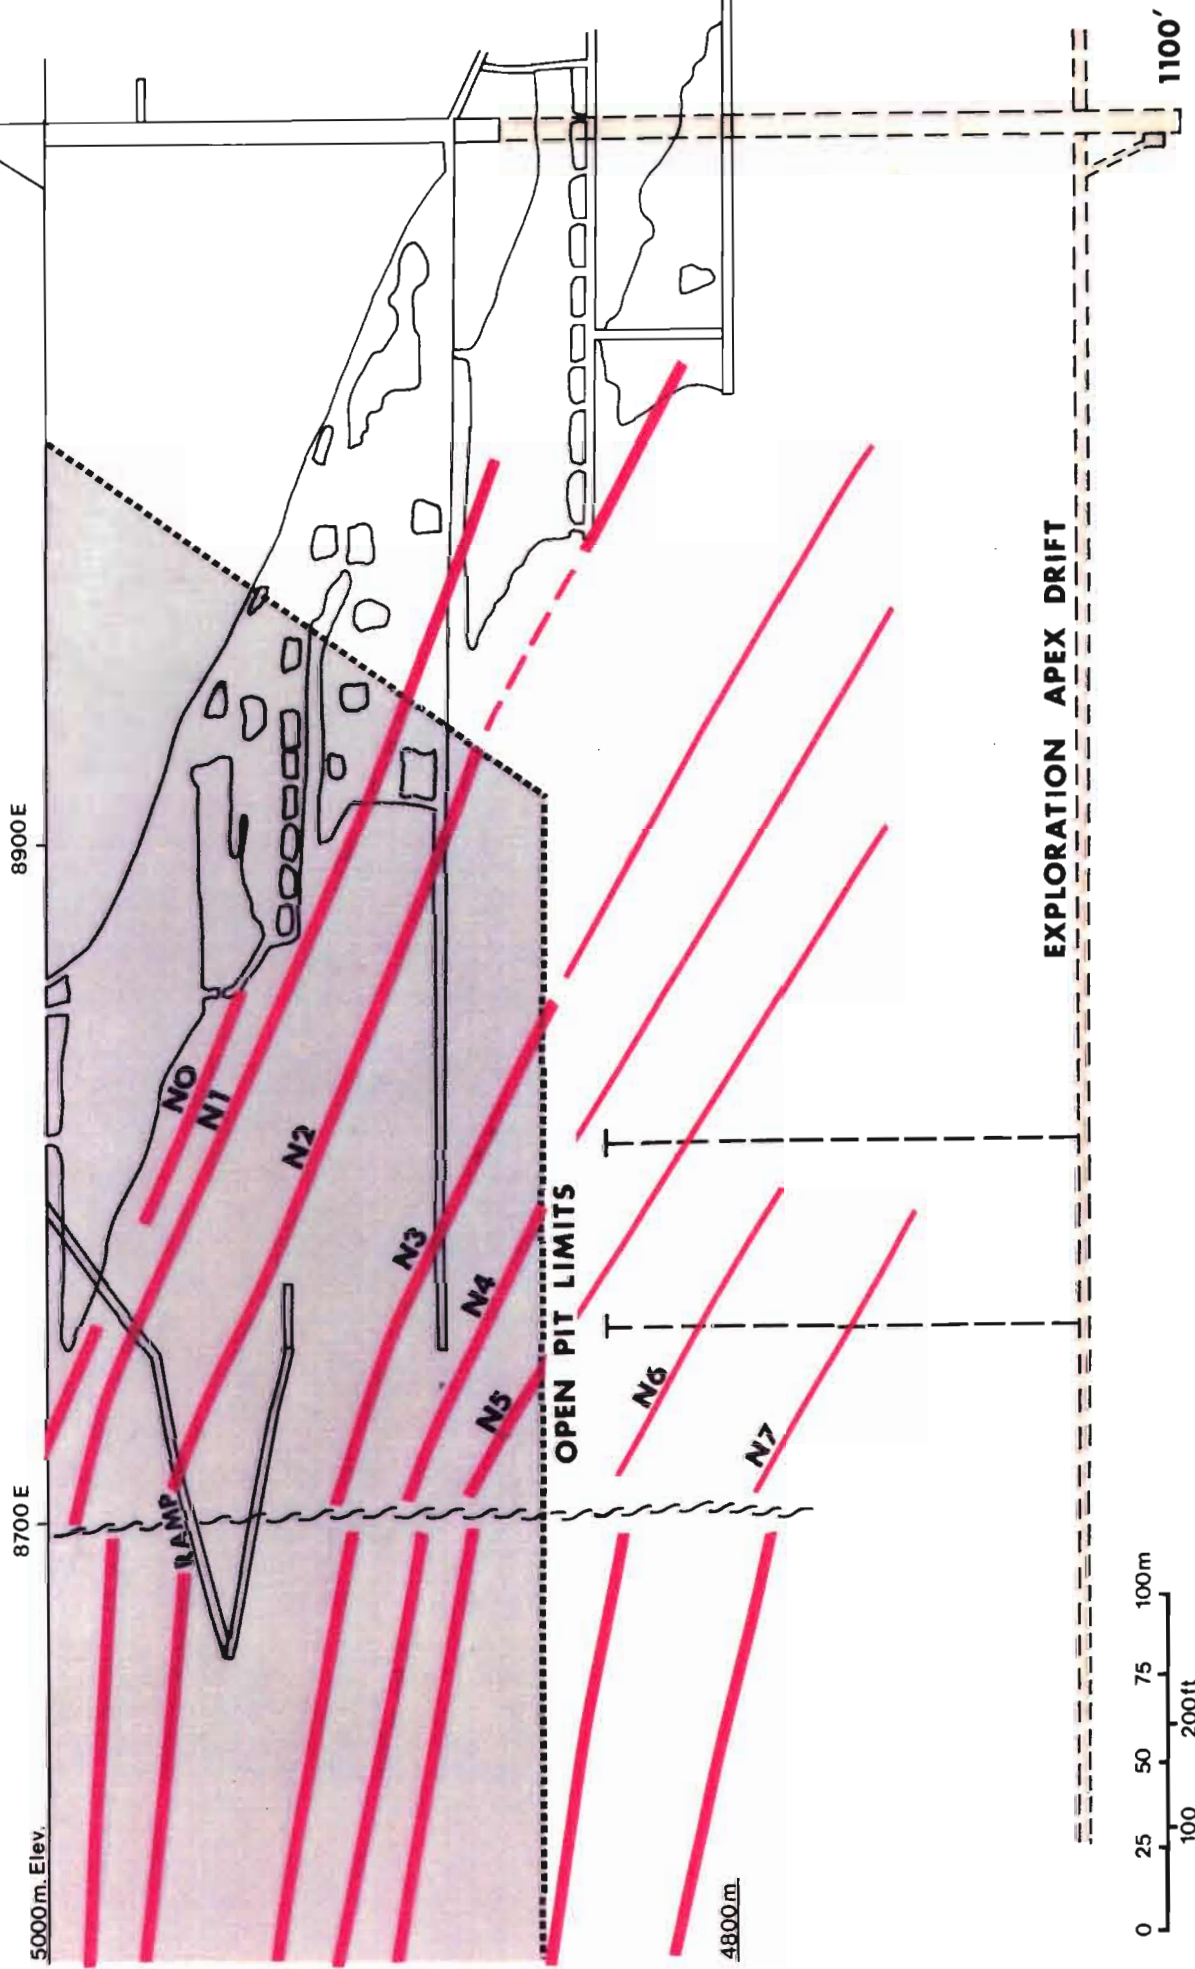 5000 m. Elev.
8700 E
8900 E
RAMP
N0
N1
N2
N3
N4
N5
OPEN PIT LIMITS
N6
N7
4800 m
EXPLORATION APEX DRIFT
1100'
0 25 50 75 100m
100 200ft